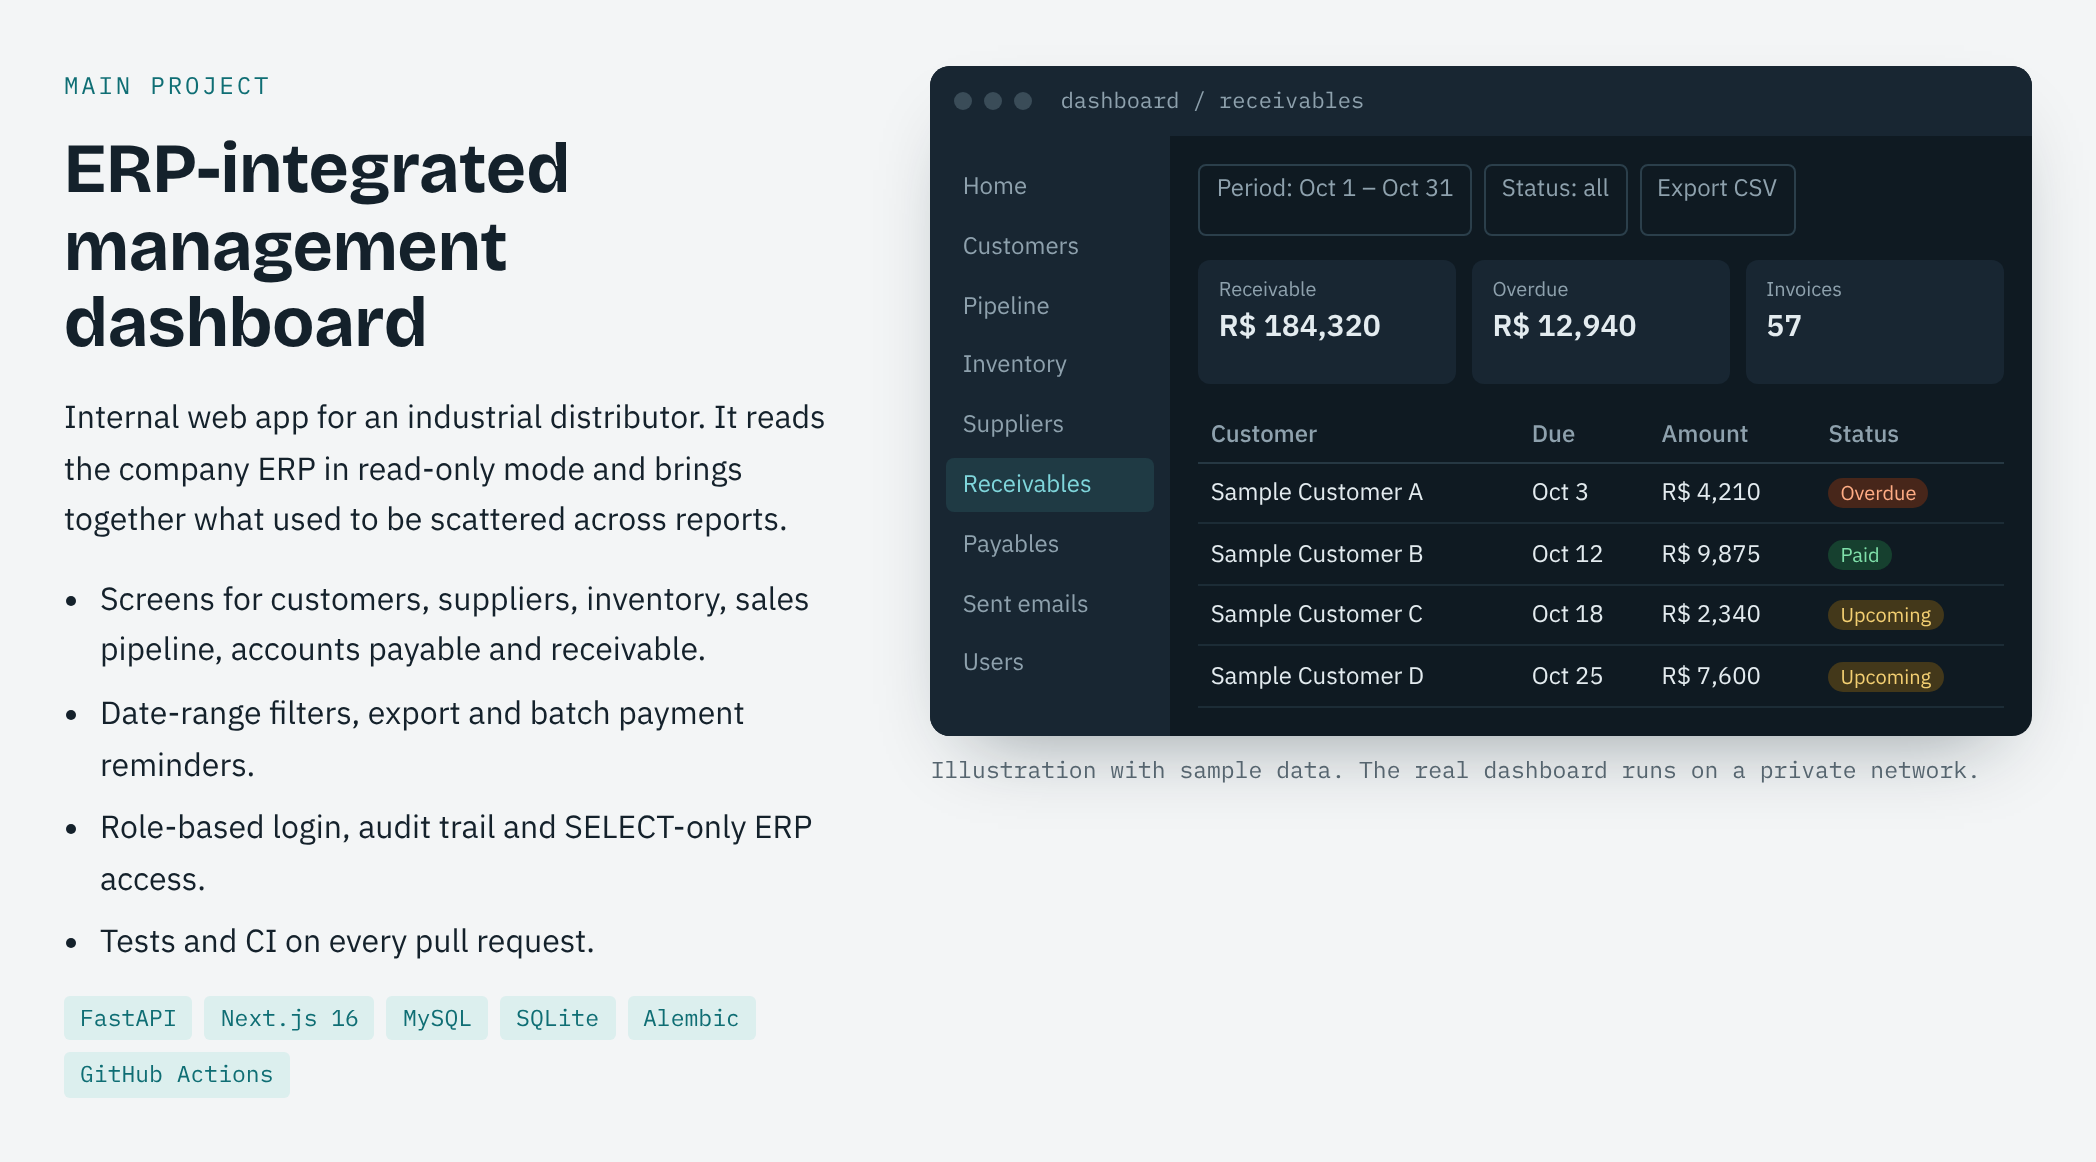 MAIN PROJECT
ERP-integrated
management
dashboard
Internal web app for an industrial distributor. It reads
the company ERP in read-only mode and brings
together what used to be scattered across reports.
• Screens for customers, suppliers, inventory, sales
pipeline, accounts payable and receivable.
• Date-range filters, export and batch payment
reminders.
• Role-based login, audit trail and SELECT-only ERP
access.
• Tests and CI on every pull request.
FastAPI Next.js 16 MySQL SQLite Alembic
GitHub Actions
dashboard / receivables
Home
Customers
Pipeline
Inventory
Suppliers
Receivables
Payables
Sent emails
Users
Period: Oct 1 – Oct 31 Status: all Export CSV
Receivable Overdue Invoices
R$ 184,320 R$ 12,940 57
Customer Due Amount Status
Sample Customer A Oct 3 R$ 4,210 Overdue
Sample Customer B Oct 12 R$ 9,875 Paid
Sample Customer C Oct 18 R$ 2,340 Upcoming
Sample Customer D Oct 25 R$ 7,600 Upcoming
Illustration with sample data. The real dashboard runs on a private network.